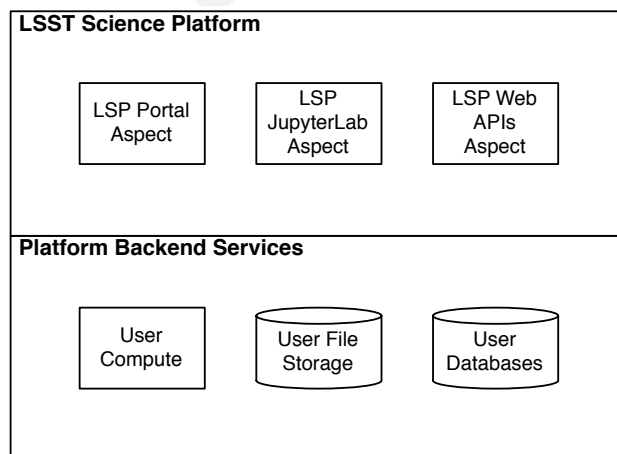 LSST Science Platform
LSP Portal
Aspect
LSP
JupyterLab
Aspect
LSP Web
APIs
Aspect
Platform Backend Services
User
Compute
User File
Storage
User
Databases